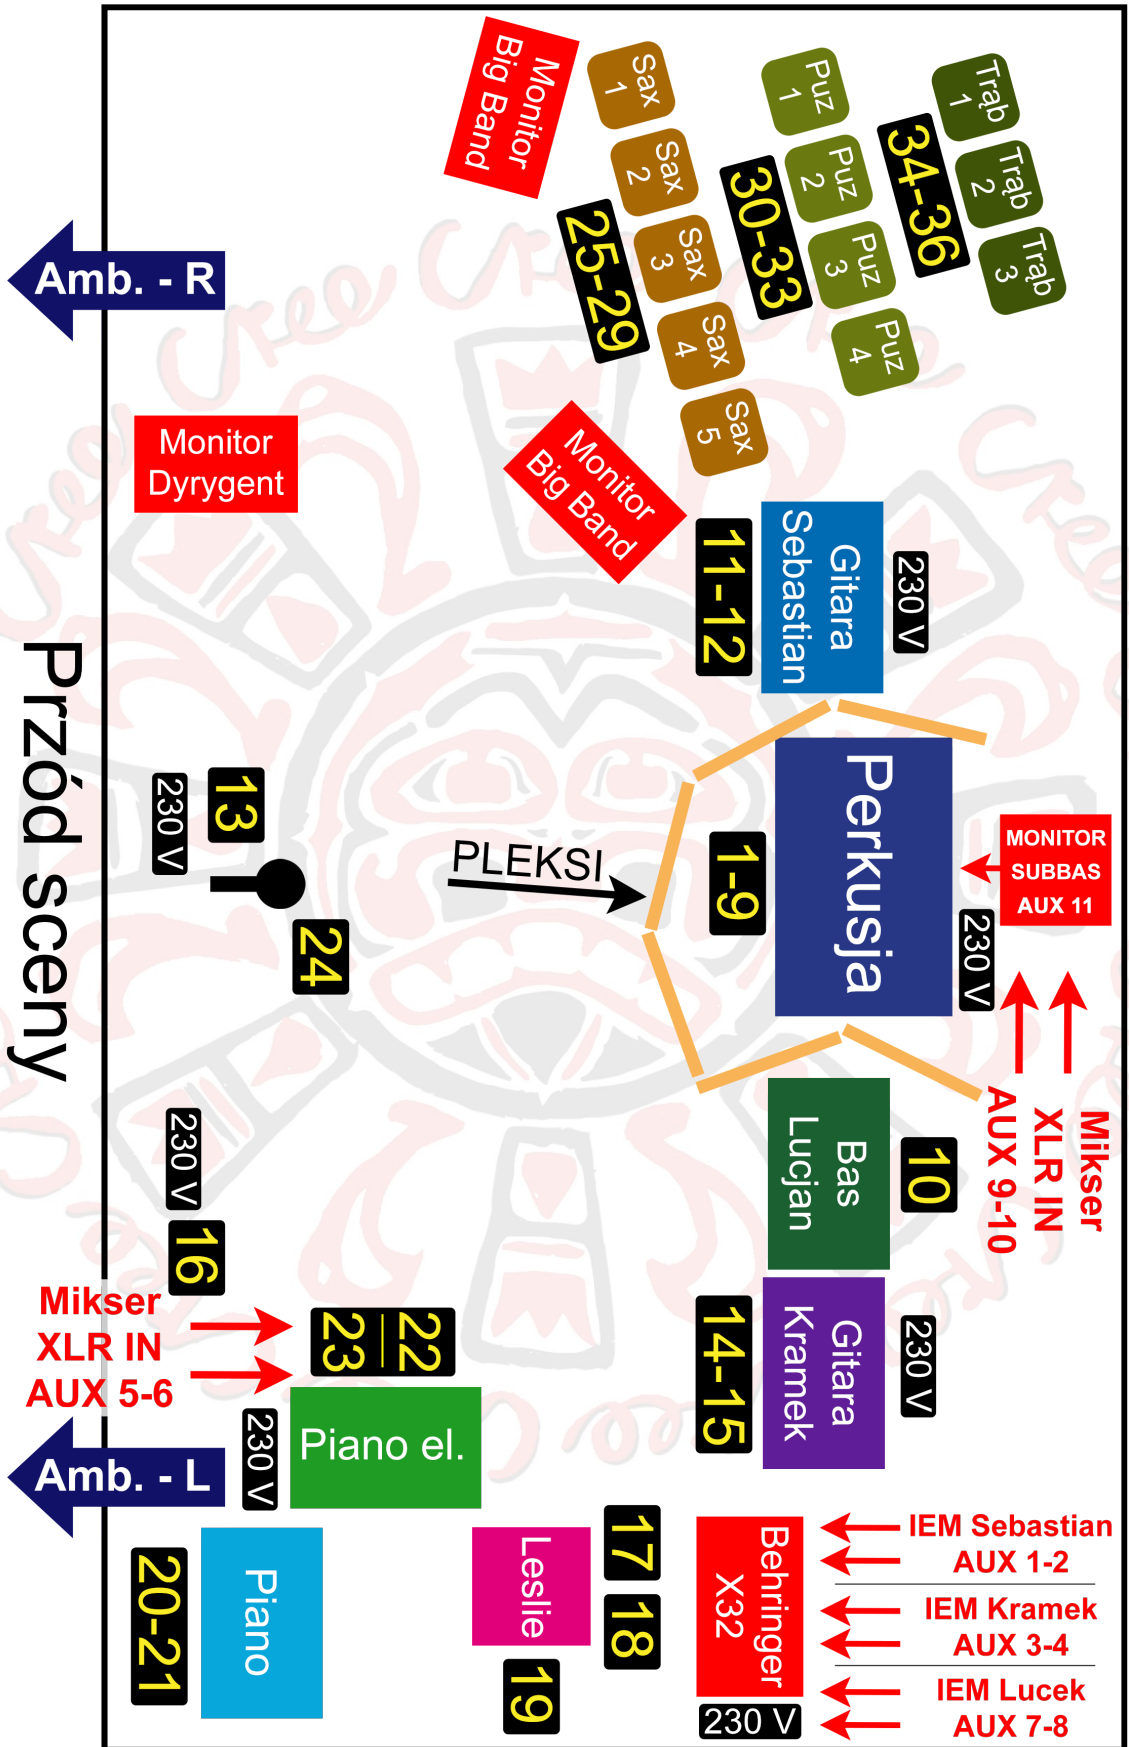 Monitor
Big Band
Sax
1
Sax
2
Sax
3
Sax
4
Sax
5
25-29
Puz
1
Puz
2
Puz
3
Puz
4
30-33
Trąb
1
Trąb
2
Trąb
3
34-36
Amb. - R
Monitor
Dyrygent
Monitor
Big Band
Gitara
Sebastian
11-12
230 V
Perkusja
1-9
PLEKSI
MONITOR
SUBBAS
AUX 11
230 V
Mikser
XLR IN
AUX 9-10
13
230 V
24
Przód sceny
Bas
Lucjan
10
230 V
16
Mikser
XLR IN
AUX 5-6
22
23
Gitara
Kramek
14-15
230 V
Piano el.
230 V
Amb. - L
Piano
20-21
Leslie
17
18
19
Behringer
X32
230 V
IEM Sebastian
AUX 1-2
IEM Kramek
AUX 3-4
IEM Lucek
AUX 7-8
Cree
Cree
Cree
Cree